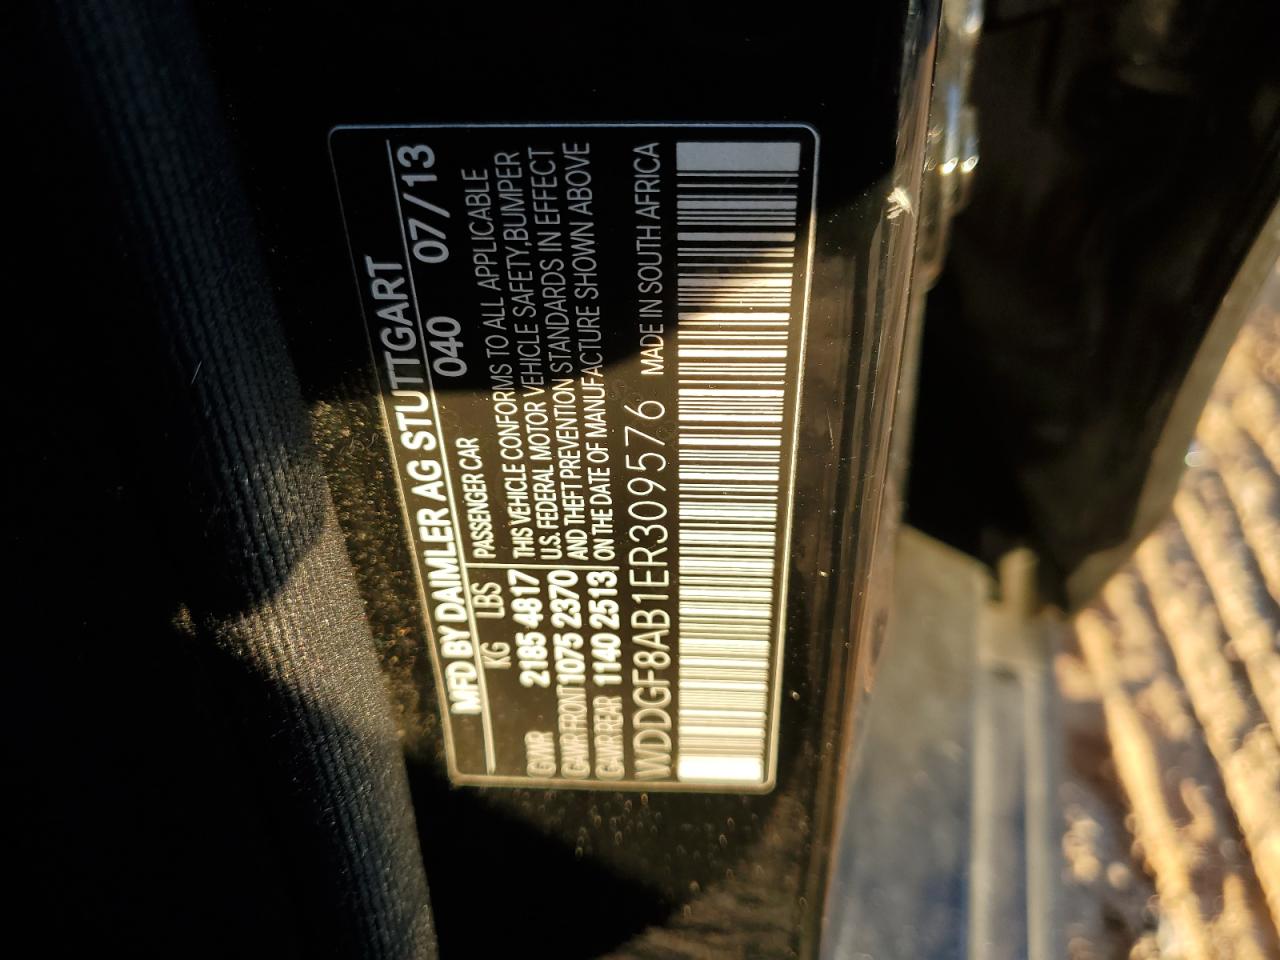 MFD BY DAIMLER AG STUTTGART
KG LBS 040 07/13
PASSENGER CAR
GVWR 2185 4817
GAWR FRONT 1075 2370
GAWR REAR 1140 2513
THIS VEHICLE CONFORMS TO ALL APPLICABLE
U.S. FEDERAL MOTOR VEHICLE SAFETY,BUMPER
AND THEFT PREVENTION STANDARDS IN EFFECT
ON THE DATE OF MANUFACTURE SHOWN ABOVE
WDDGF8AB1ER309576 MADE IN SOUTH AFRICA